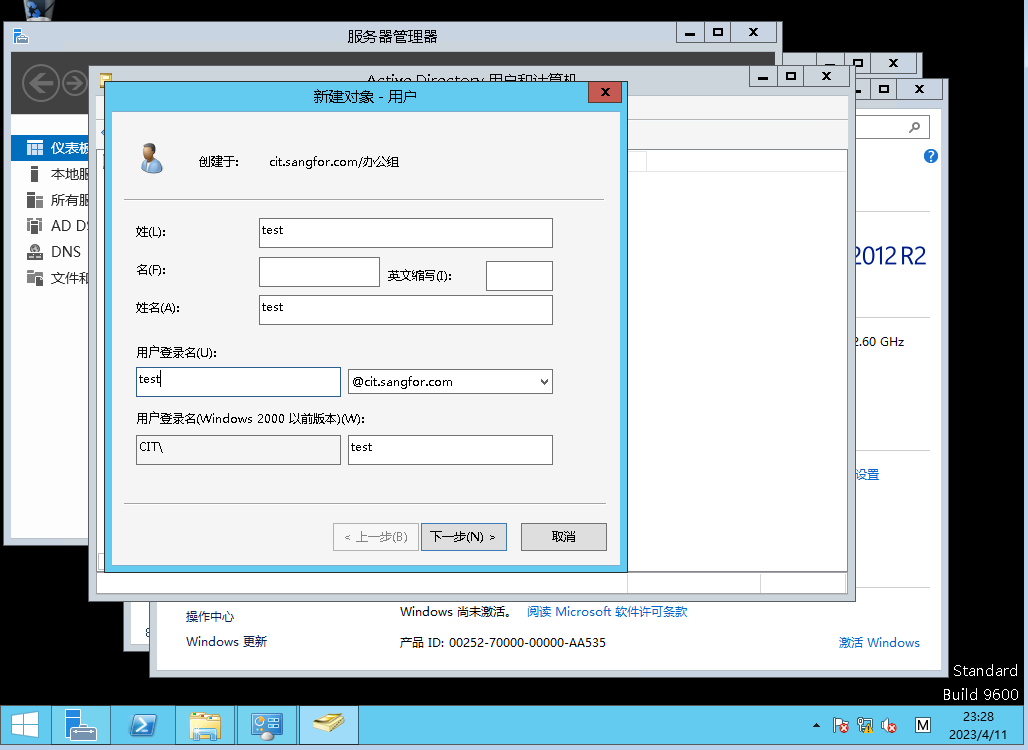 服务器管理器
Active Directory 用户和计算机
新建对象 - 用户
创建于: cit.sangfor.com/办公组
姓(L): test
名(F): 英文缩写(I):
姓名(A): test
用户登录名(U):
test @cit.sangfor.com
用户登录名(Windows 2000 以前版本)(W):
CIT\ test
< 上一步(B) 下一步(N) > 取消
仪表板
本地服
所有服
AD DS
DNS
文件和
2012 R2
2.60 GHz
设置
操作中心
Windows 更新
Windows 尚未激活。 阅读 Microsoft 软件许可条款
产品 ID: 00252-70000-00000-AA535
激活 Windows
Standard
Build 9600
M
23:28
2023/4/11